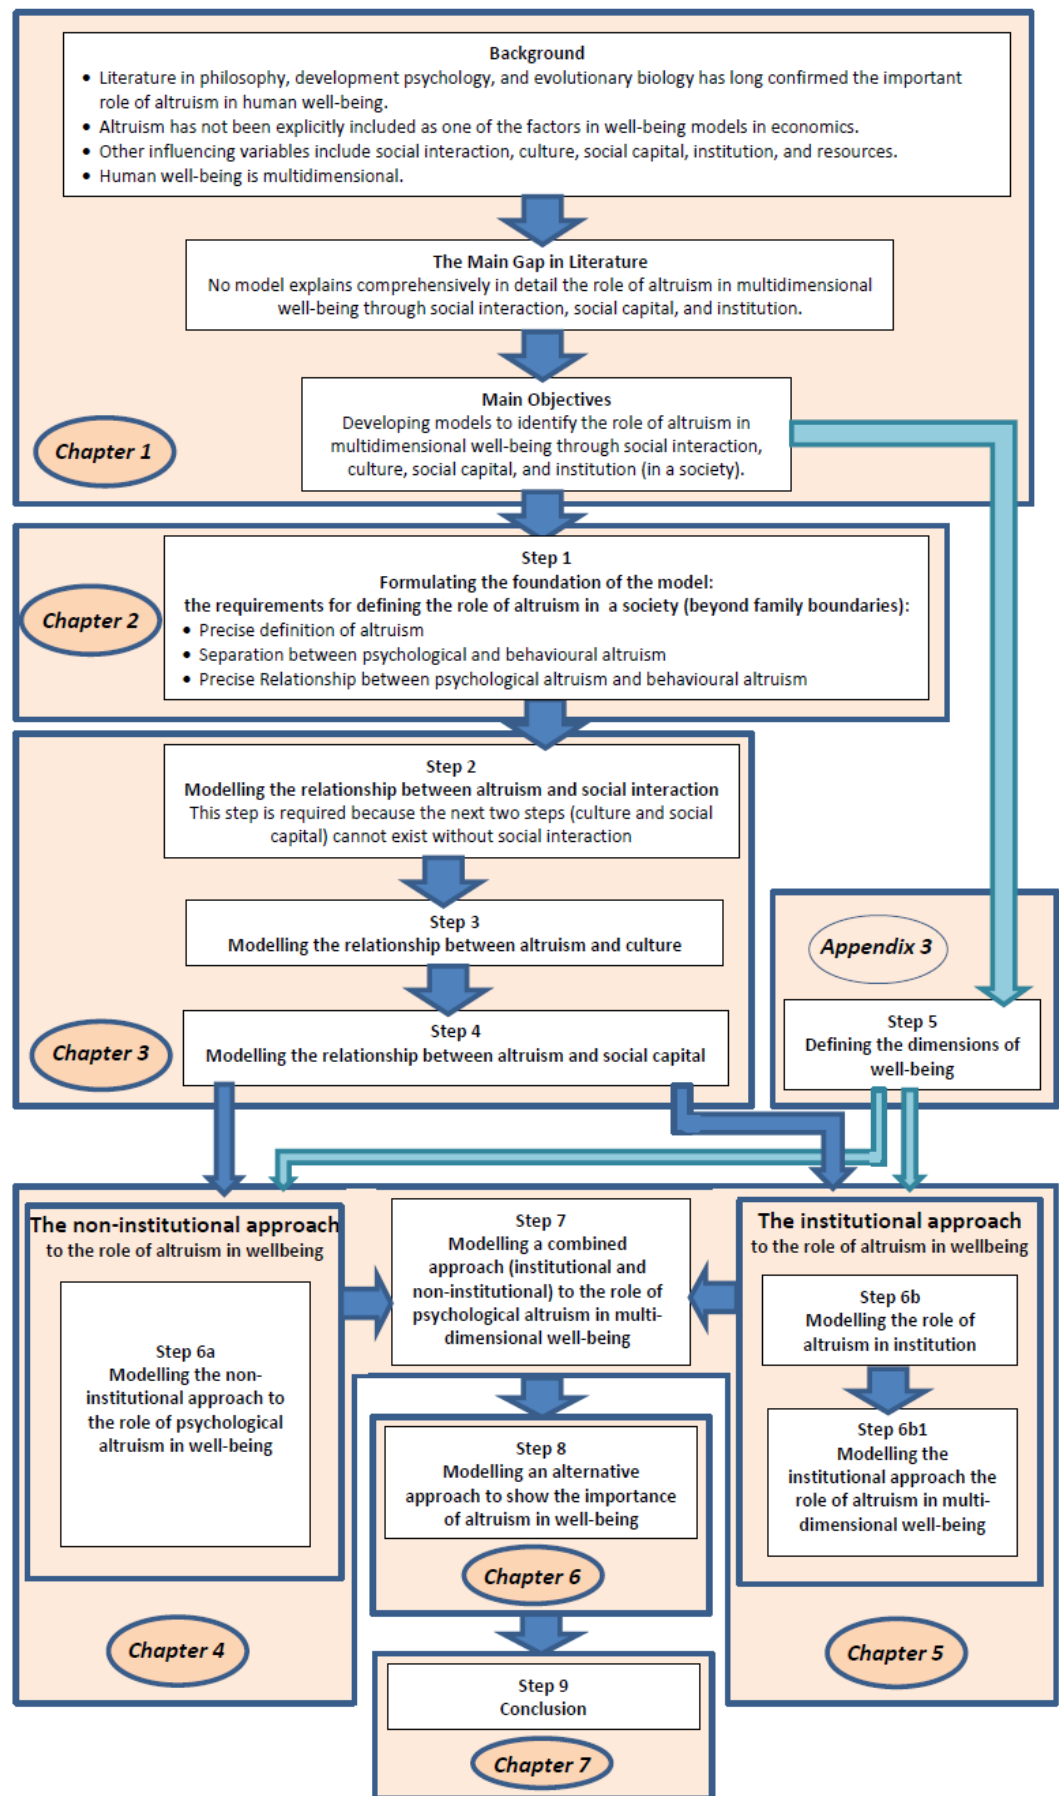 Background
• Literature in philosophy, development psychology, and evolutionary biology has long confirmed the important
role of altruism in human well-being.
• Altruism has not been explicitly included as one of the factors in well-being models in economics.
• Other influencing variables include social interaction, culture, social capital, institution, and resources.
• Human well-being is multidimensional.
The Main Gap in Literature
No model explains comprehensively in detail the role of altruism in multidimensional
well-being through social interaction, social capital, and institution.
Main Objectives
Developing models to identify the role of altruism in
multidimensional well-being through social interaction,
culture, social capital, and institution (in a society).
Chapter 1
Step 1
Formulating the foundation of the model:
the requirements for defining the role of altruism in a society (beyond family boundaries):
• Precise definition of altruism
• Separation between psychological and behavioural altruism
• Precise Relationship between psychological altruism and behavioural altruism
Chapter 2
Step 2
Modelling the relationship between altruism and social interaction
This step is required because the next two steps (culture and social
capital) cannot exist without social interaction
Step 3
Modelling the relationship between altruism and culture
Step 4
Modelling the relationship between altruism and social capital
Chapter 3
Appendix 3
Step 5
Defining the dimensions of
well-being
The non-institutional approach
to the role of altruism in wellbeing
Step 6a
Modelling the non-
institutional approach to
the role of psychological
altruism in well-being
Chapter 4
Step 7
Modelling a combined
approach (institutional and
non-institutional) to the role of
psychological altruism in multi-
dimensional well-being
The institutional approach
to the role of altruism in wellbeing
Step 6b
Modelling the role of
altruism in institution
Step 6b1
Modelling the
institutional approach the
role of altruism in multi-
dimensional well-being
Chapter 5
Step 8
Modelling an alternative
approach to show the importance
of altruism in well-being
Chapter 6
Step 9
Conclusion
Chapter 7